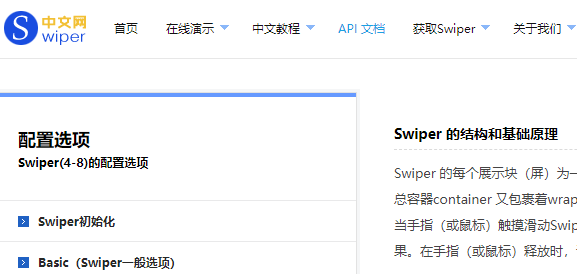 S 中文网
wiper
首页 在线演示 中文教程 API 文档 获取Swiper 关于我们
配置选项
Swiper(4-8)的配置选项
Swiper初始化
Basic（Swiper一般选项）
Swiper 的结构和基础原理
Swiper 的每个展示块（屏）为一
总容器container 又包裹着wrap
当手指（或鼠标）触摸滑动Swip
果。在手指（或鼠标）释放时，